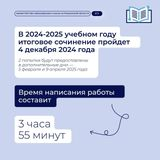 В 2024-2025 учебном году
итоговое сочинение пройдет
4 декабря 2024 года
2 попытки будут предоставлены
в дополнительные дни —
5 февраля и 9 апреля 2025 года
Время написания работы
составит
3 часа
55 минут